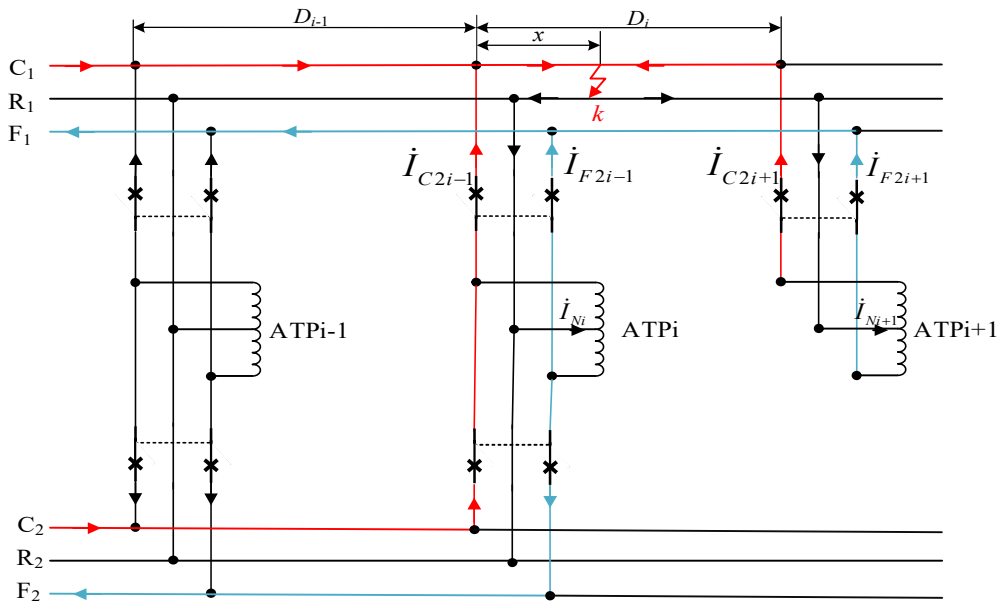 D_{i-1} D_i
x
C₁
R₁
k
F₁
İ_{C2i−1} İ_{F2i−1} İ_{C2i+1} İ_{F2i+1}
İ_{Ni} İ_{Ni+1}
ATPi-1 ATPi ATPi+1
C₂
R₂
F₂